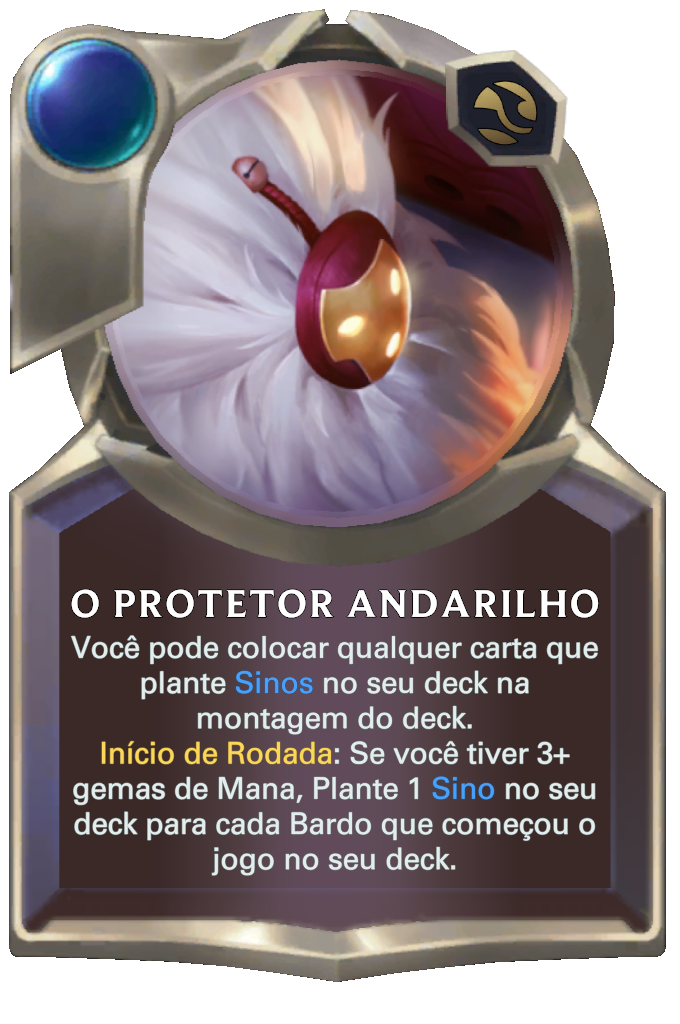 O PROTETOR ANDARILHO
Você pode colocar qualquer carta que
plante Sinos no seu deck na
montagem do deck.
Início de Rodada: Se você tiver 3+
gemas de Mana, Plante 1 Sino no seu
deck para cada Bardo que começou o
jogo no seu deck.